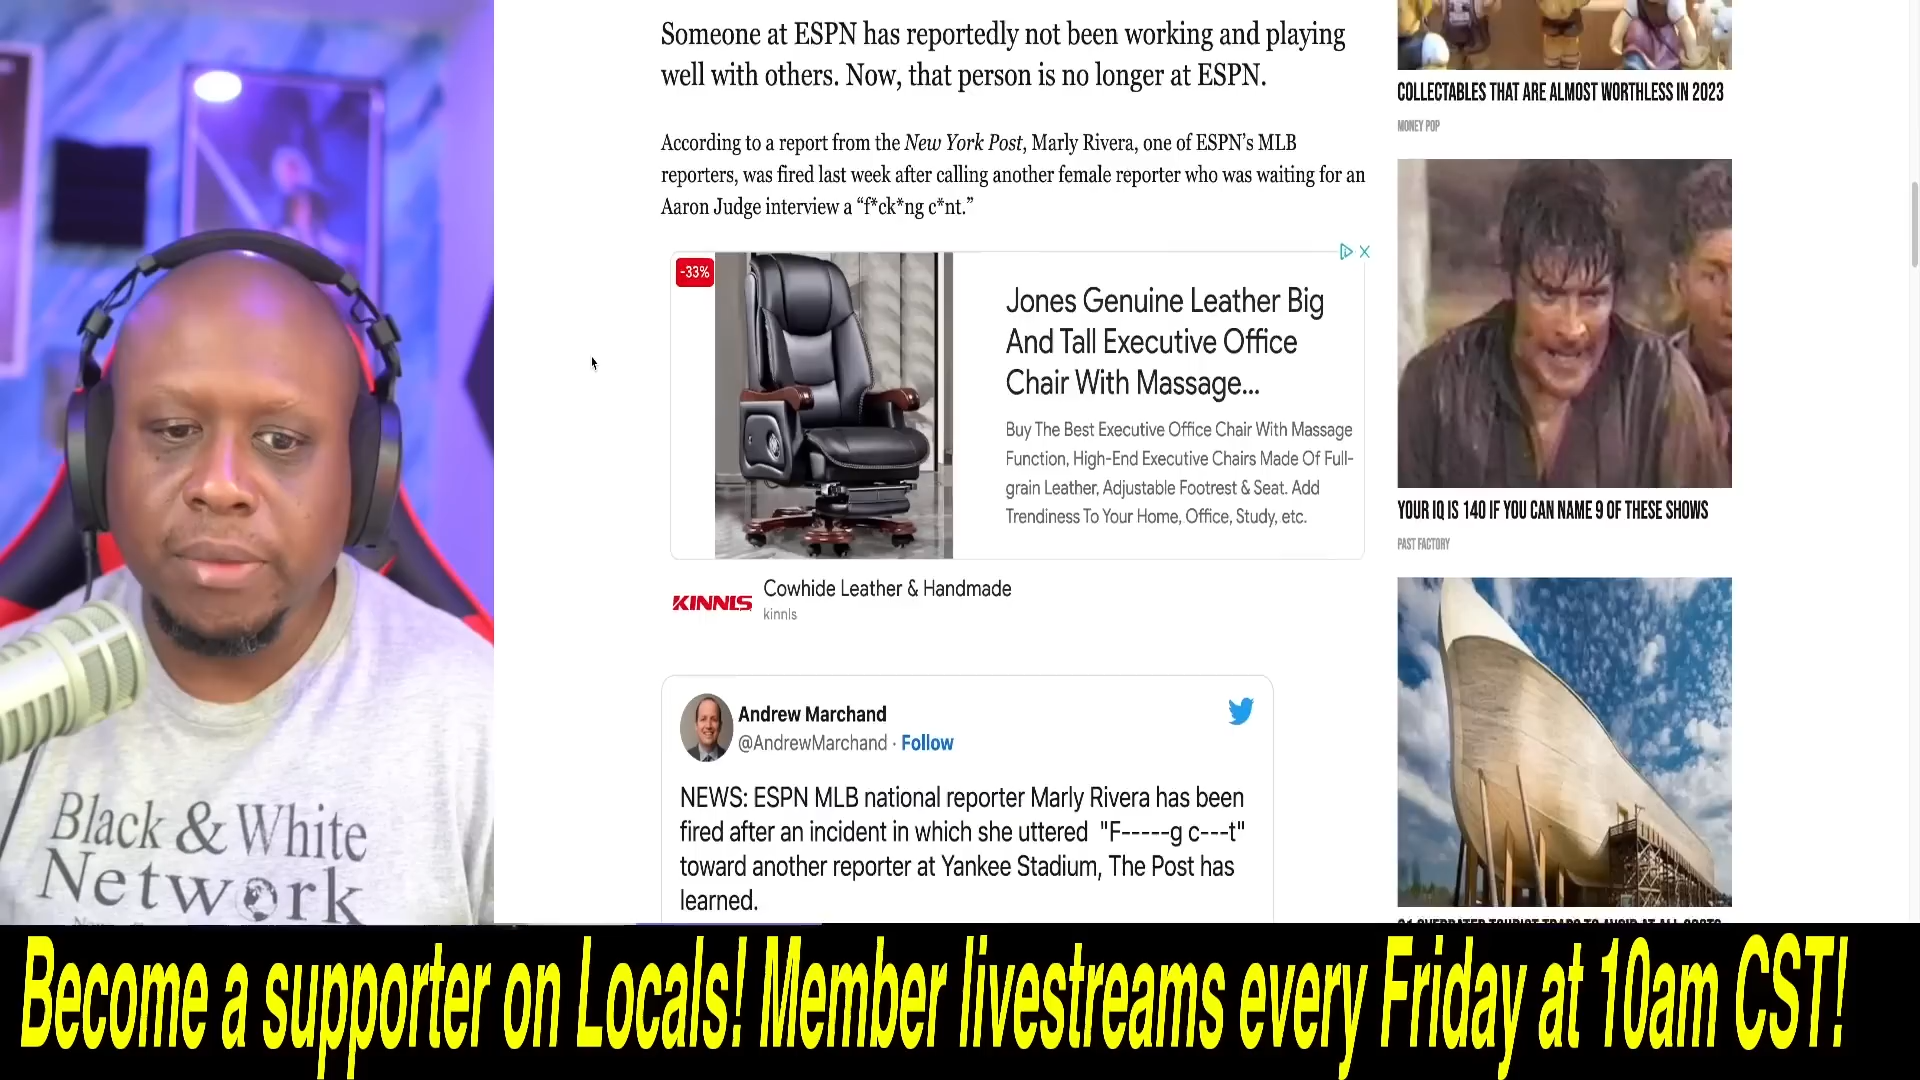 Someone at ESPN has reportedly not been working and playing
well with others. Now, that person is no longer at ESPN.
According to a report from the New York Post, Marly Rivera, one of ESPN’s MLB
reporters, was fired last week after calling another female reporter who was waiting for an
Aaron Judge interview a “f*ck*ng c*nt.”
-33%
Jones Genuine Leather Big
And Tall Executive Office
Chair With Massage...
Buy The Best Executive Office Chair With Massage
Function, High-End Executive Chairs Made Of Full-
grain Leather, Adjustable Footrest & Seat. Add
Trendiness To Your Home, Office, Study, etc.
KINNLS
Cowhide Leather & Handmade
kinnls
Andrew Marchand
@AndrewMarchand · Follow
NEWS: ESPN MLB national reporter Marly Rivera has been
fired after an incident in which she uttered "F-----g c---t"
toward another reporter at Yankee Stadium, The Post has
learned.
COLLECTABLES THAT ARE ALMOST WORTHLESS IN 2023
MONEY POP
YOUR IQ IS 140 IF YOU CAN NAME 9 OF THESE SHOWS
PAST FACTORY
Black & White
Network
Become a supporter on Locals! Member livestreams every Friday at 10am CST!